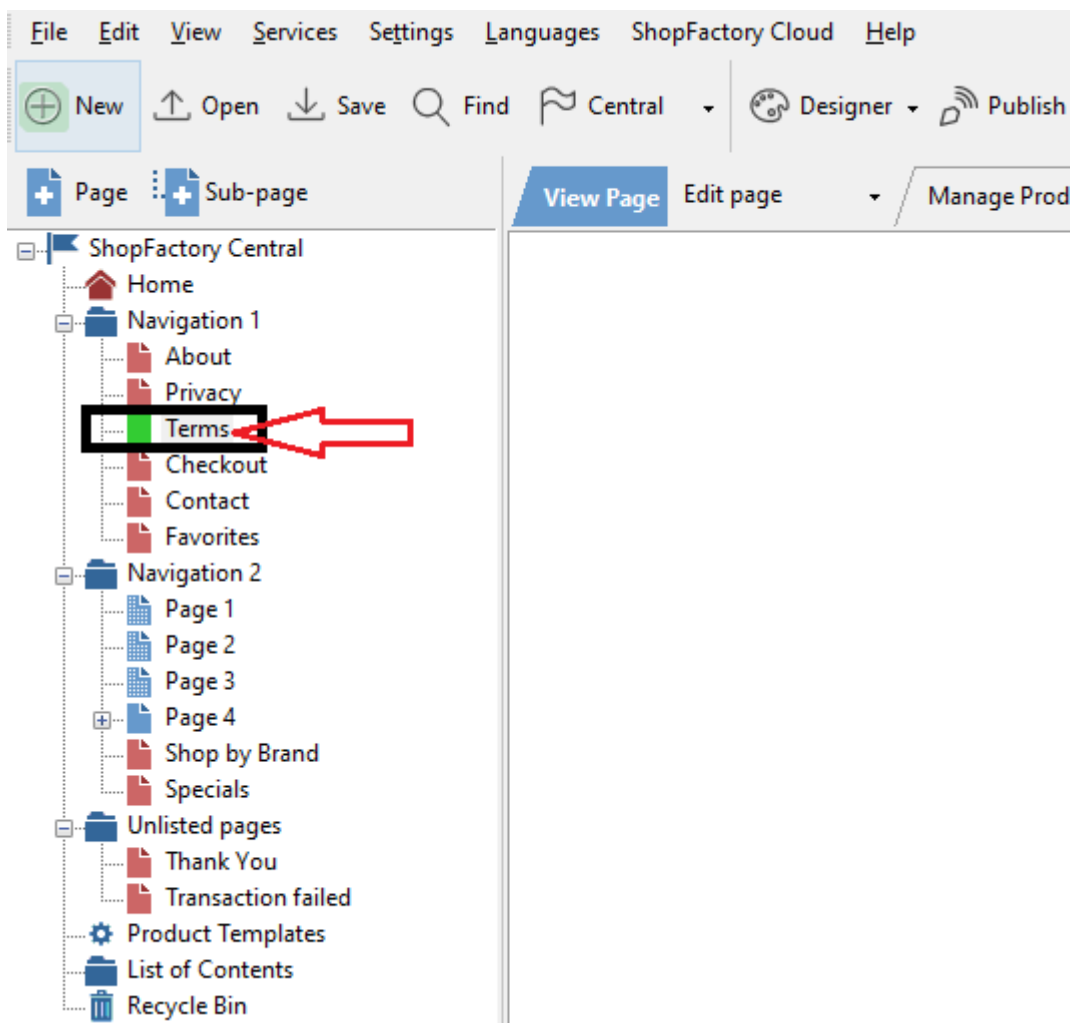 File Edit View Services Settings Languages ShopFactory Cloud Help
New Open Save Find Central Designer Publish
Page Sub-page View Page Edit page Manage Prod
ShopFactory Central
Home
Navigation 1
About
Privacy
Terms
Checkout
Contact
Favorites
Navigation 2
Page 1
Page 2
Page 3
Page 4
Shop by Brand
Specials
Unlisted pages
Thank You
Transaction failed
Product Templates
List of Contents
Recycle Bin